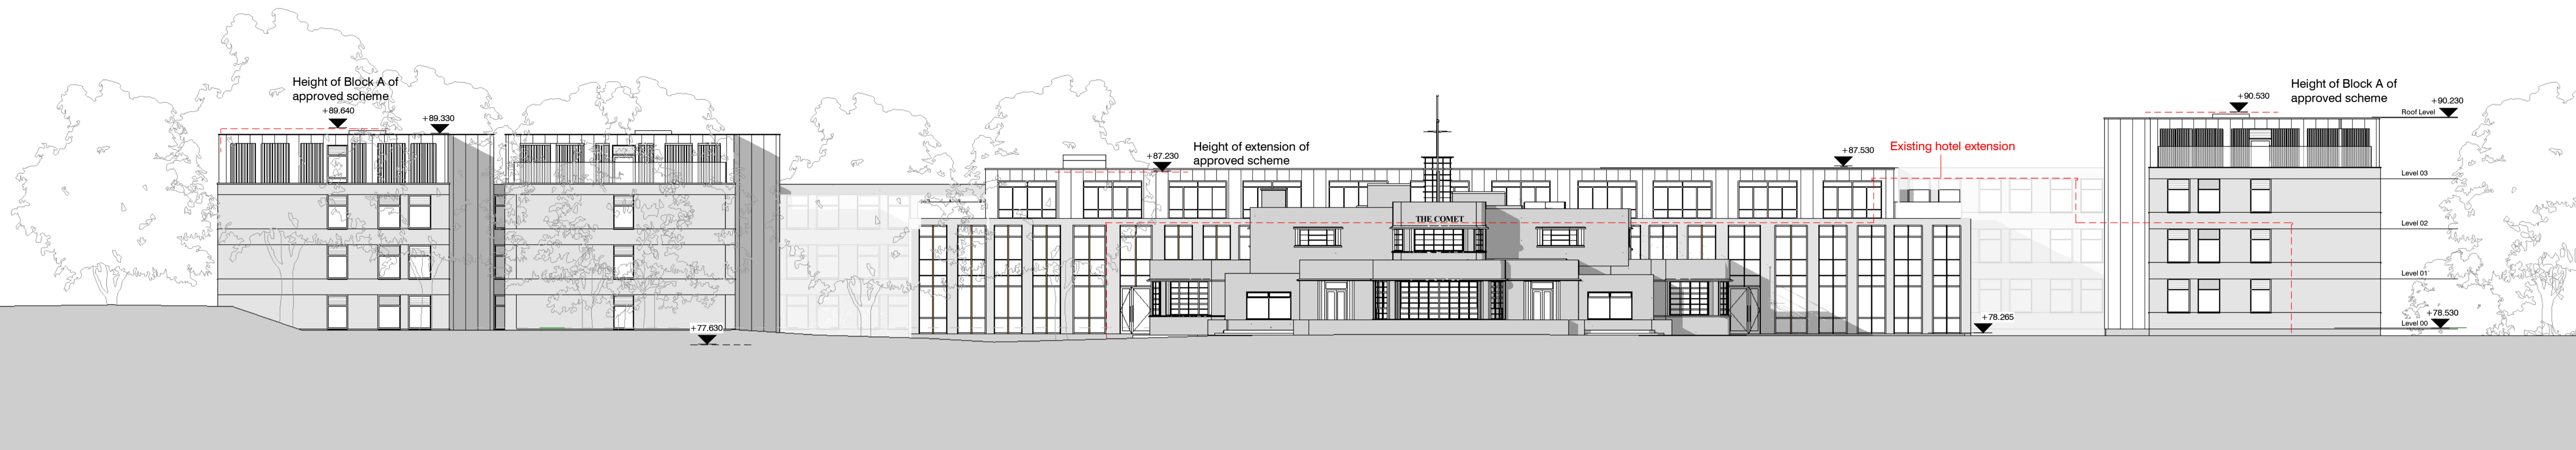 Height of Block A of
approved scheme
+89.640
+89.330
+77.630
Height of extension of
approved scheme
+87.230
THE COMET
+87.530
Existing hotel extension
+78.265
Height of Block A of
approved scheme
+90.530
+90.230
Roof Level
Level 03
Level 02
Level 01
+78.530
Level 00